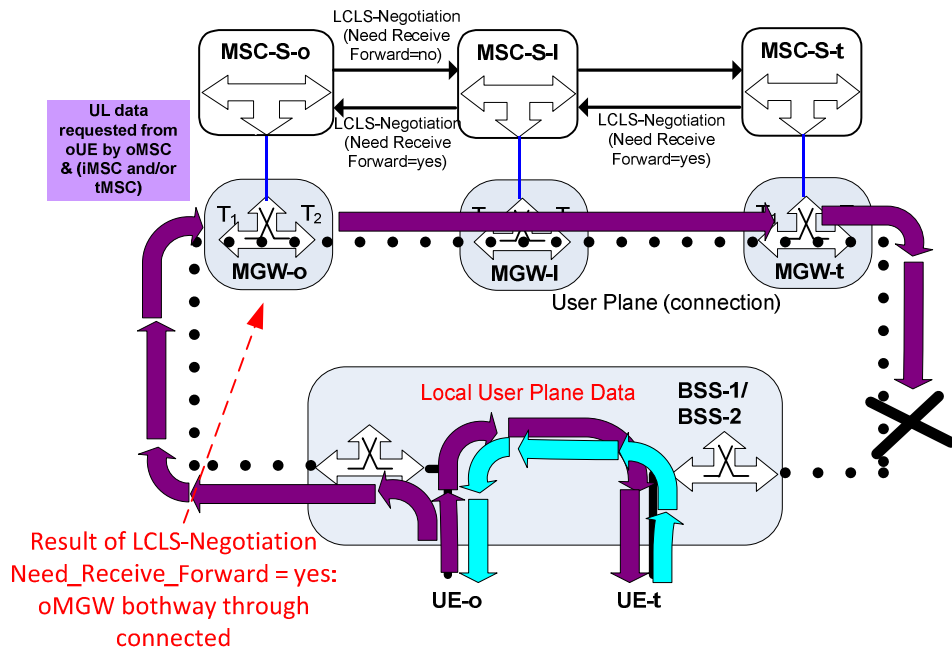 LCLS-Negotiation
(Need Receive
Forward=no)
MSC-S-o
MSC-S-I
MSC-S-t
LCLS-Negotiation
(Need Receive
Forward=yes)
LCLS-Negotiation
(Need Receive
Forward=yes)
UL data
requested from
oUE by oMSC
& (iMSC and/or
tMSC)
T1 T2
T T
T1 T
MGW-o
MGW-I
MGW-t
User Plane (connection)
Local User Plane Data
BSS-1/
BSS-2
Result of LCLS-Negotiation
Need_Receive_Forward = yes:
oMGW bothway through
connected
UE-o
UE-t